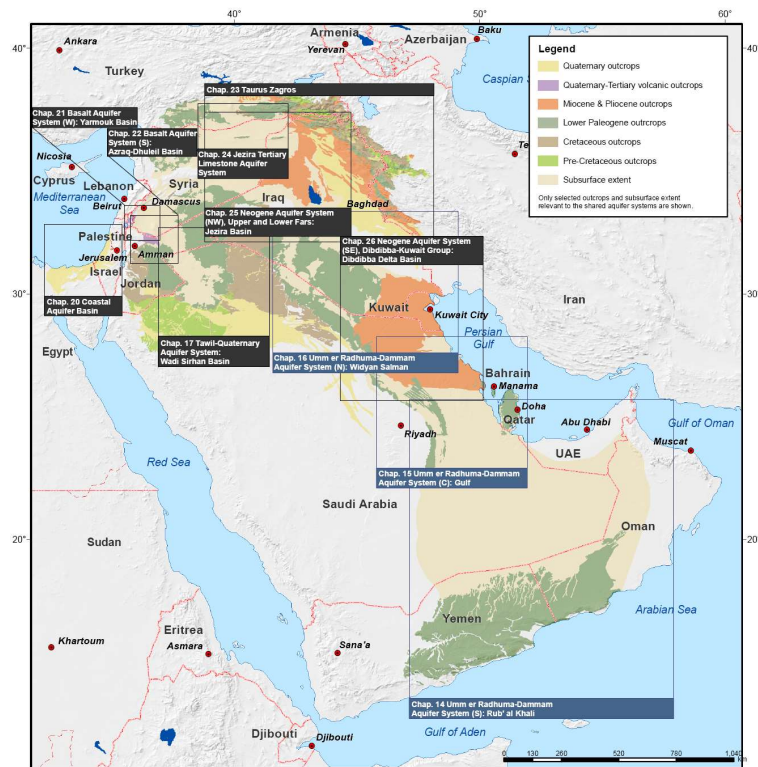 40°
50°
60°
40°
40°
Ankara
Armenia
Yerevan
Azerbaijan
Baku
Turkey
Caspian S
Te
Legend
Quaternary outcrops
Quaternary-Tertiary volcanic outcrops
Miocene & Pliocene outcrops
Lower Paleogene outcrops
Cretaceous outcrops
Pre-Cretaceous outcrops
Subsurface extent
Only selected outcrops and subsurface extent
relevant to the shared aquifer systems are shown.
Chap. 23 Taurus Zagros
Chap. 21 Basalt Aquifer
System (W): Yarmouk Basin
Chap. 22 Basalt Aquifer
System (S):
Azraq-Dhuleil Basin
Chap. 24 Jezira Tertiary
Limestone Aquifer
System
Nicosia
Cyprus
Mediterranean
Sea
Lebanon
Beirut
Syria
Damascus
Iraq
Baghdad
Chap. 25 Neogene Aquifer System
(NW), Upper and Lower Fars:
Jezira Basin
Chap. 26 Neogene Aquifer System
(SE), Dibdibba-Kuwait Group:
Dibdibba Delta Basin
Palestine
Jerusalem
Amman
Israel
Jordan
30°
30°
Chap. 20 Coastal
Aquifer Basin
Kuwait
Kuwait City
Iran
Persian
Gulf
Egypt
Chap. 17 Tawil-Quaternary
Aquifer System:
Wadi Sirhan Basin
Chap. 16 Umm er Radhuma-Dammam
Aquifer System (N): Widyan Salman
Bahrain
Manama
Doha
Qatar
Abu Dhabi
Gulf of Oman
Muscat
Riyadh
UAE
Red Sea
Chap. 15 Umm er Radhuma-Dammam
Aquifer System (C): Gulf
Saudi Arabia
Oman
20°
20°
Sudan
Arabian Sea
Yemen
Eritrea
Khartoum
Asmara
Sana'a
Chap. 14 Umm er Radhuma-Dammam
Aquifer System (S): Rub' al Khali
Djibouti
Djibouti
Gulf of Aden
0 130 260 520 780 1,040
km